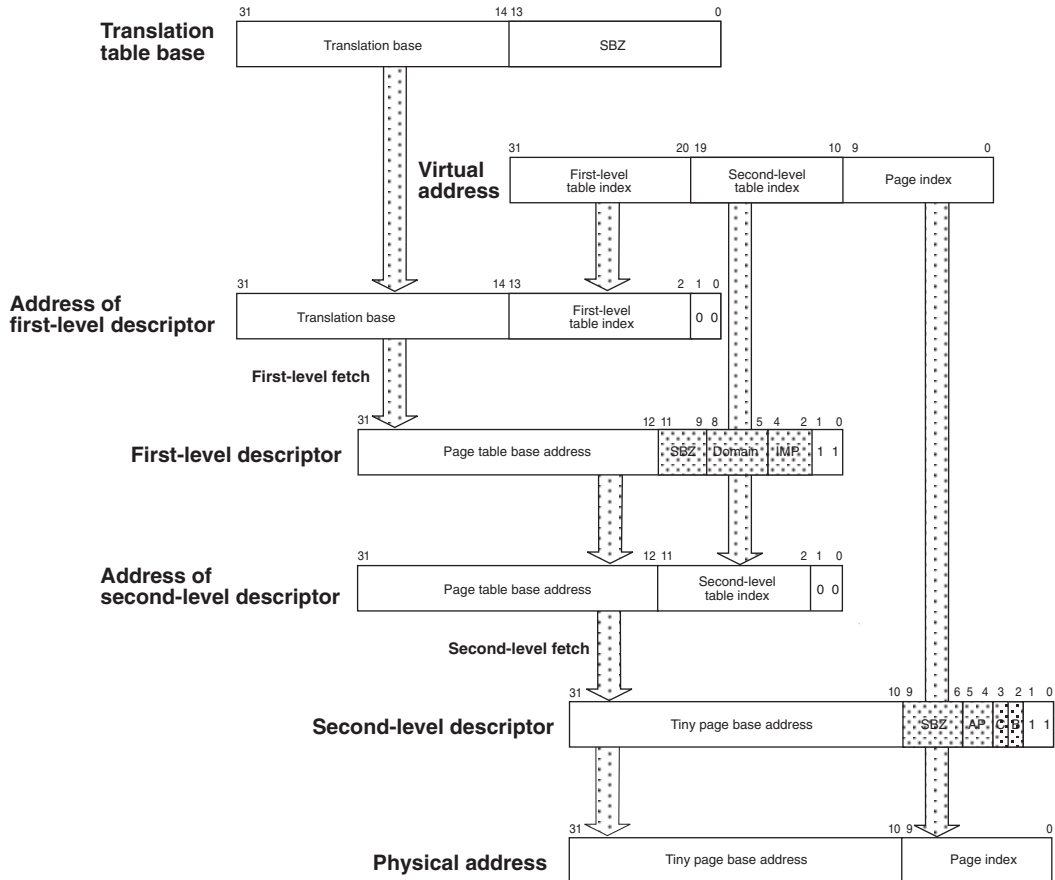 31 14 13 0
Translation
table base
Translation base SBZ
31 20 19 10 9 0
Virtual
address
First-level
table index
Second-level
table index
Page index
31 14 13 2 1 0
Address of
first-level descriptor
Translation base
First-level
table index
0 0
First-level fetch
31 12 11 9 8 5 4 2 1 0
First-level descriptor
Page table base address SBZ Domain IMP 1 1
31 12 11 2 1 0
Address of
second-level descriptor
Page table base address
Second-level
table index
0 0
Second-level fetch
31 10 9 6 5 4 3 2 1 0
Second-level descriptor
Tiny page base address SBZ AP C B 1 1
31 10 9 0
Physical address
Tiny page base address Page index